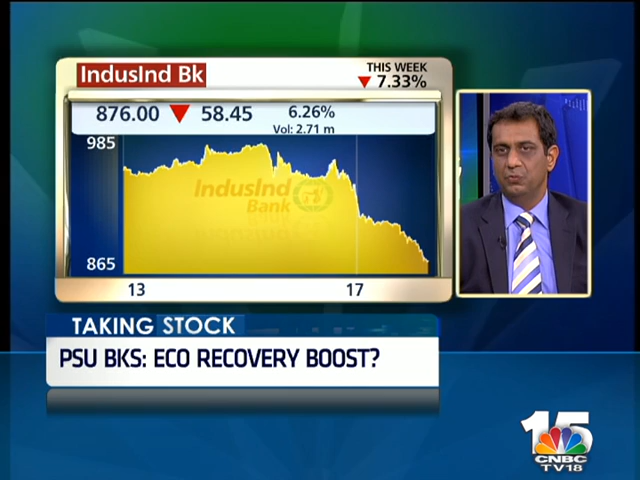 IndusInd Bk
THIS WEEK
▼ 7.33%
876.00 ▼ 58.45 6.26%
Vol: 2.71 m
985
IndusInd
Bank
865
13 17
TAKING STOCK
PSU BKS: ECO RECOVERY BOOST?
15
CNBC
TV18